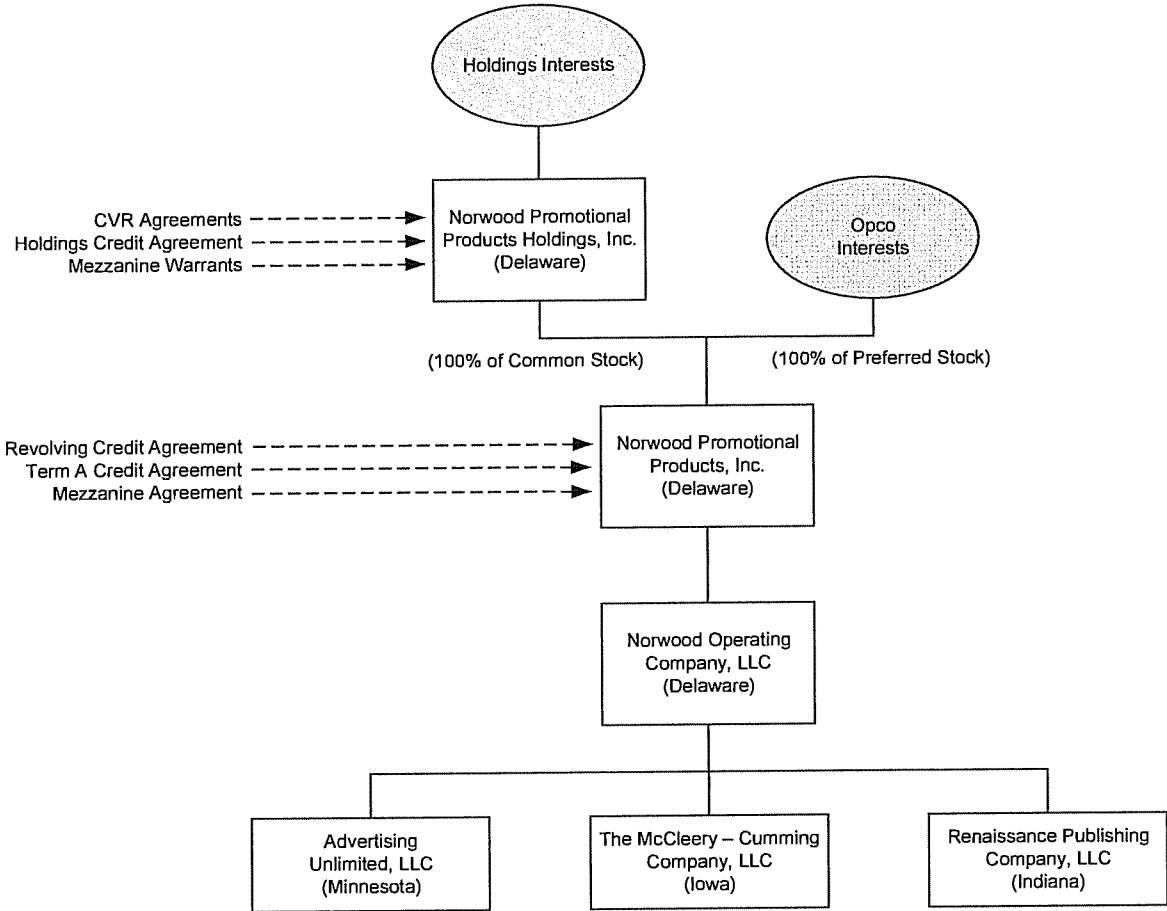 Holdings Interests
CVR Agreements
Holdings Credit Agreement
Mezzanine Warrants
Norwood Promotional
Products Holdings, Inc.
(Delaware)
Opco
Interests
(100% of Common Stock)
(100% of Preferred Stock)
Revolving Credit Agreement
Term A Credit Agreement
Mezzanine Agreement
Norwood Promotional
Products, Inc.
(Delaware)
Norwood Operating
Company, LLC
(Delaware)
Advertising
Unlimited, LLC
(Minnesota)
The McCleery – Cumming
Company, LLC
(Iowa)
Renaissance Publishing
Company, LLC
(Indiana)